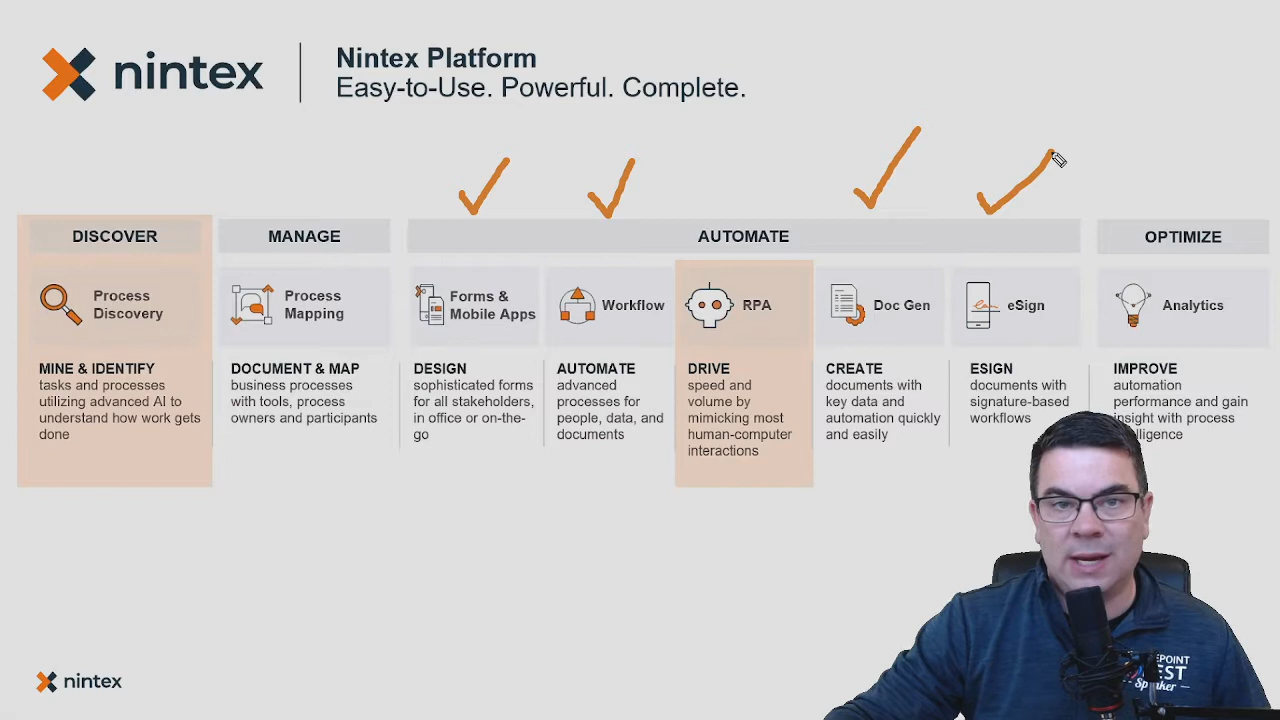 nintex
Nintex Platform
Easy-to-Use. Powerful. Complete.
DISCOVER
MANAGE
AUTOMATE
OPTIMIZE
Process
Discovery
Process
Mapping
Forms &
Mobile Apps
Workflow
RPA
Doc Gen
eSign
Analytics
MINE & IDENTIFY
tasks and processes
utilizing advanced AI to
understand how work gets
done
DOCUMENT & MAP
business processes
with tools, process
owners and participants
DESIGN
sophisticated forms
for all stakeholders,
in office or on-the-
go
AUTOMATE
advanced
processes for
people, data, and
documents
DRIVE
speed and
volume by
mimicking most
human-computer
interactions
CREATE
documents with
key data and
automation quickly
and easily
ESIGN
documents with
signature-based
workflows
IMPROVE
automation
performance and gain
insight with process
Speaker
nintex